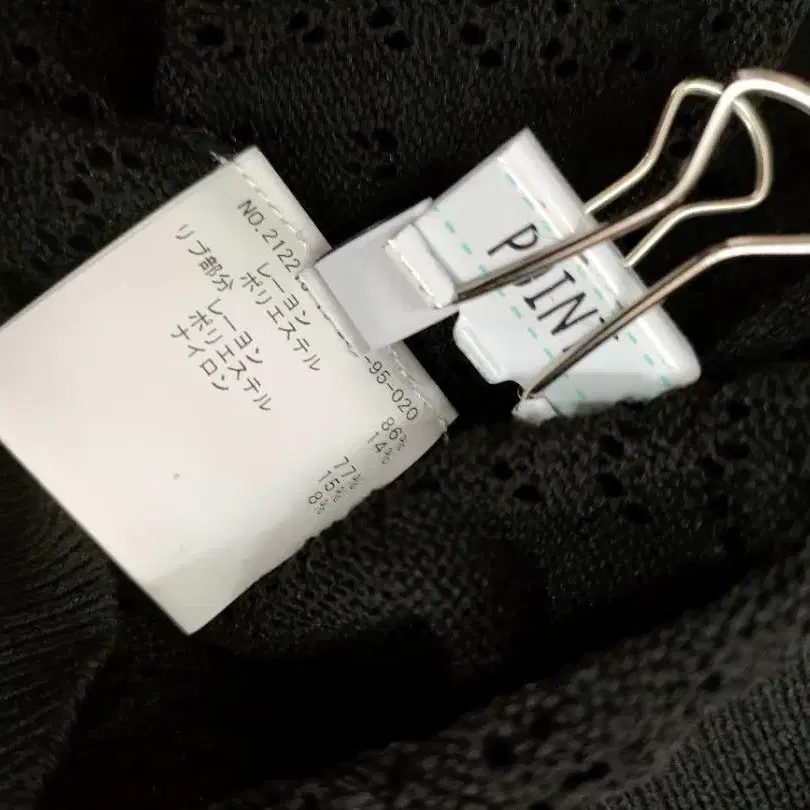 NO.2122 -95-020
レーヨン 86%
ポリエステル 14%
リブ部分
レーヨン 77%
ポリエステル 15%
ナイロン 8%
POINT